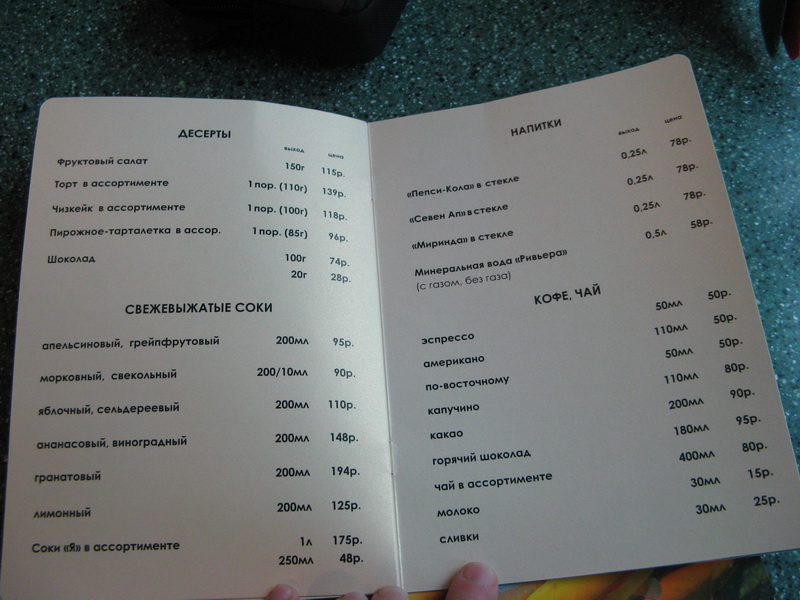 ДЕСЕРТЫ
выход цена
Фруктовый салат 150г 115р.
Торт в ассортименте 1 пор. (110г) 139р.
Чизкейк в ассортименте 1 пор. (100г) 118р.
Пирожное-тарталетка в ассор. 1 пор. (85г) 96р.
Шоколад 100г 74р.
20г 28р.
СВЕЖЕВЫЖАТЫЕ СОКИ
апельсиновый, грейпфрутовый 200мл 95р.
морковный, свекольный 200/10мл 90р.
яблочный, сельдереевый 200мл 110р.
ананасовый, виноградный 200мл 148р.
гранатовый 200мл 194р.
лимонный 200мл 125р.
Соки «Я» в ассортименте 1л 175р.
250мл 48р.
НАПИТКИ
выход цена
«Пепси-Кола» в стекле 0,25л 78р.
«Севен Ап» в стекле 0,25л 78р.
«Миринда» в стекле 0,25л 78р.
Минеральная вода «Ривьера» 0,5л 58р.
(с газом, без газа)
КОФЕ, ЧАЙ
эспрессо 50мл 50р.
американо 110мл 50р.
по-восточному 50мл 50р.
капучино 110мл 80р.
какао 200мл 90р.
горячий шоколад 180мл 95р.
чай в ассортименте 400мл 80р.
молоко 30мл 15р.
сливки 30мл 25р.